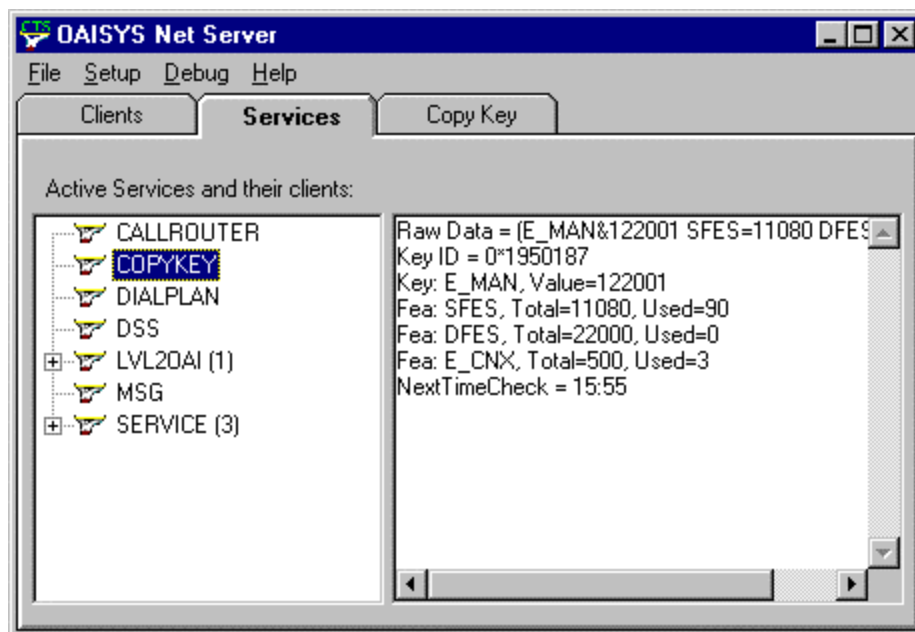 CTS OAISYS Net Server
File Setup Debug Help
Clients Services Copy Key
Active Services and their clients:
CALLROUTER
COPYKEY
DIALPLAN
DSS
LVL2OAI (1)
MSG
SERVICE (3)
Raw Data = (E_MAN&122001 SFES=11080 DFES
Key ID = 0*1950187
Key: E_MAN, Value=122001
Fea: SFES, Total=11080, Used=90
Fea: DFES, Total=22000, Used=0
Fea: E_CNX, Total=500, Used=3
NextTimeCheck = 15:55